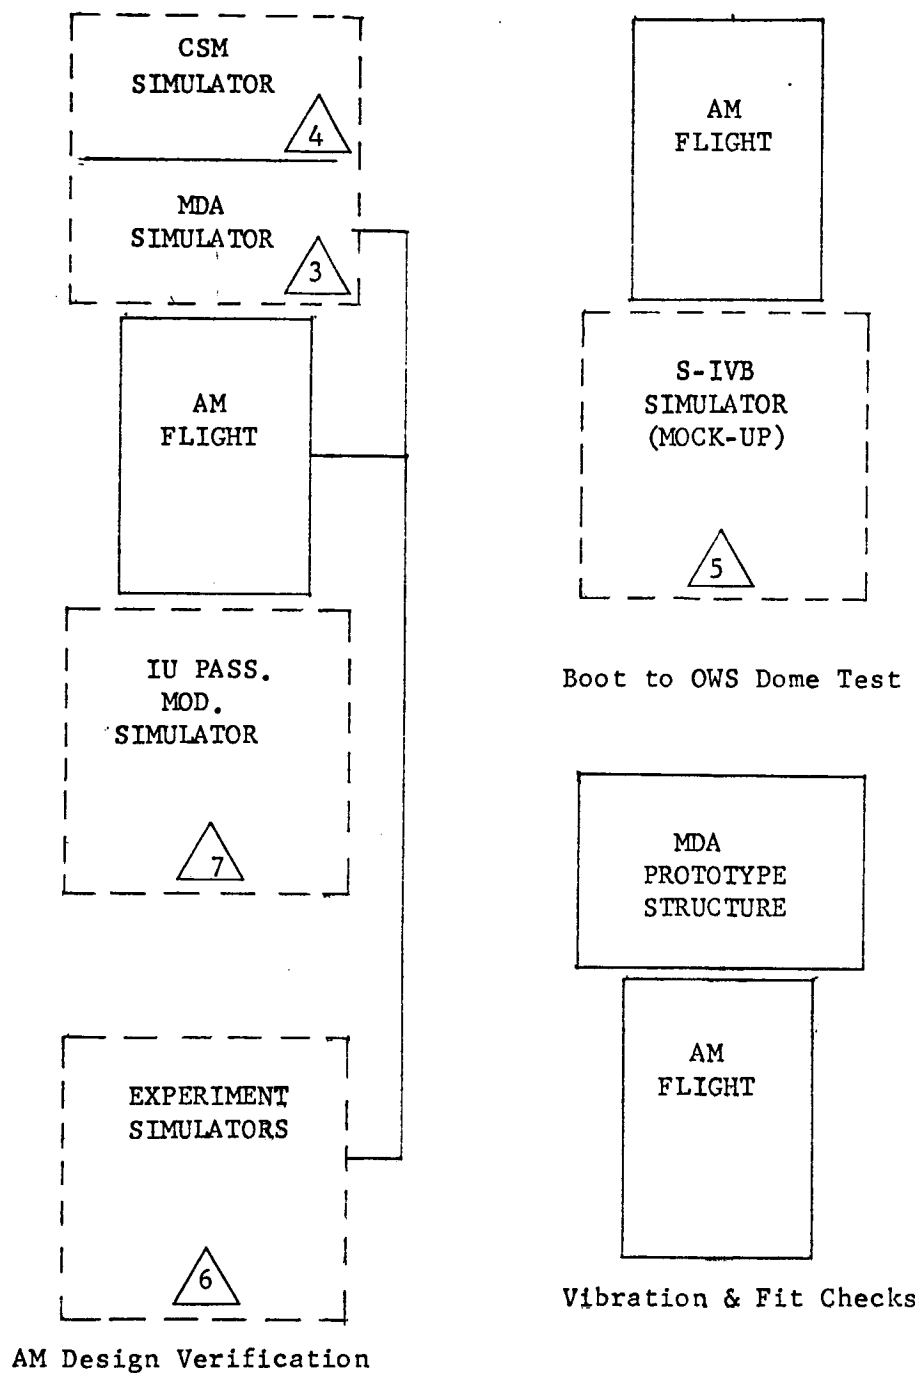 CSM
SIMULATOR
4
MDA
SIMULATOR
3
AM
FLIGHT
IU PASS.
MOD.
SIMULATOR
7
EXPERIMENT
SIMULATORS
6
AM Design Verification
AM
FLIGHT
S-IVB
SIMULATOR
(MOCK-UP)
5
Boot to OWS Dome Test
MDA
PROTOTYPE
STRUCTURE
AM
FLIGHT
Vibration & Fit Checks